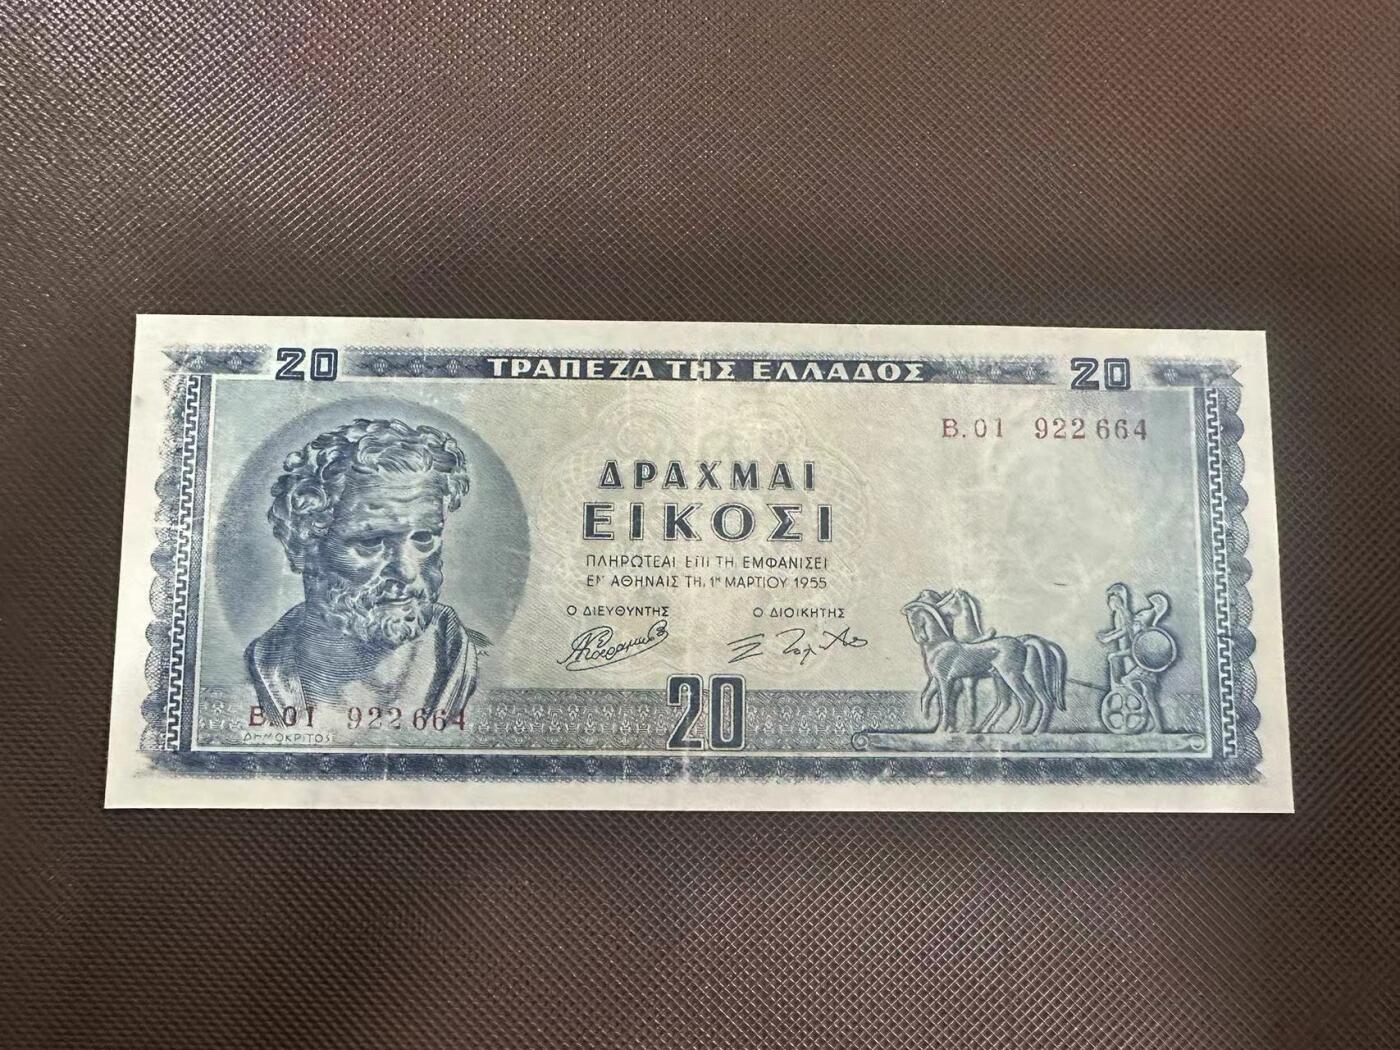 20 ΤΡΑΠΕΖΑ ΤΗΣ ΕΛΛΑΔΟΣ 20
Β.01 922664
ΔΡΑΧΜΑΙ
ΕΙΚΟΣΙ
ΠΛΗΡΩΤΕΑΙ ΕΠΙ ΤΗ ΕΜΦΑΝΙΣΕΙ
ΕΝ ΑΘΗΝΑΙΣ ΤΗ, 1Η ΜΑΡΤΙΟΥ 1955
Ο ΔΙΕΥΘΥΝΤΗΣ Ο ΔΙΟΙΚΗΤΗΣ
20
Β.01 922664
ΔΗΜΟΚΡΙΤΟΣ